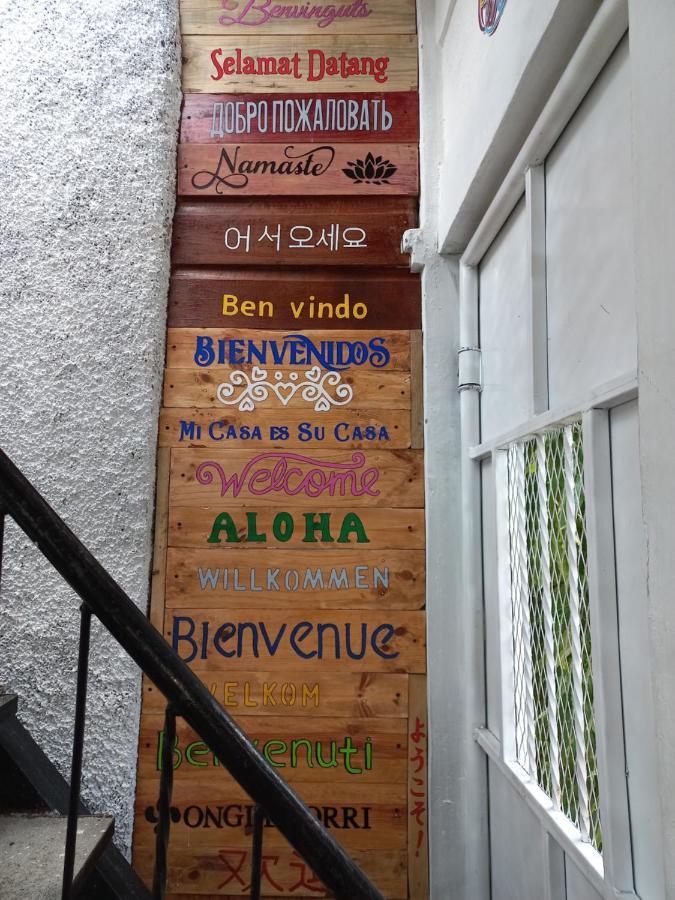 Benvinguts
Selamat Datang
ДОБРО ПОЖАЛОВАТЬ
Namaste
어서오세요
Ben vindo
BIENVENIDOS
MI CASA ES SU CASA
Welcome
ALOHA
WILLKOMMEN
BIENVENUE
VELKOM
Benvenuti
ようこそ!